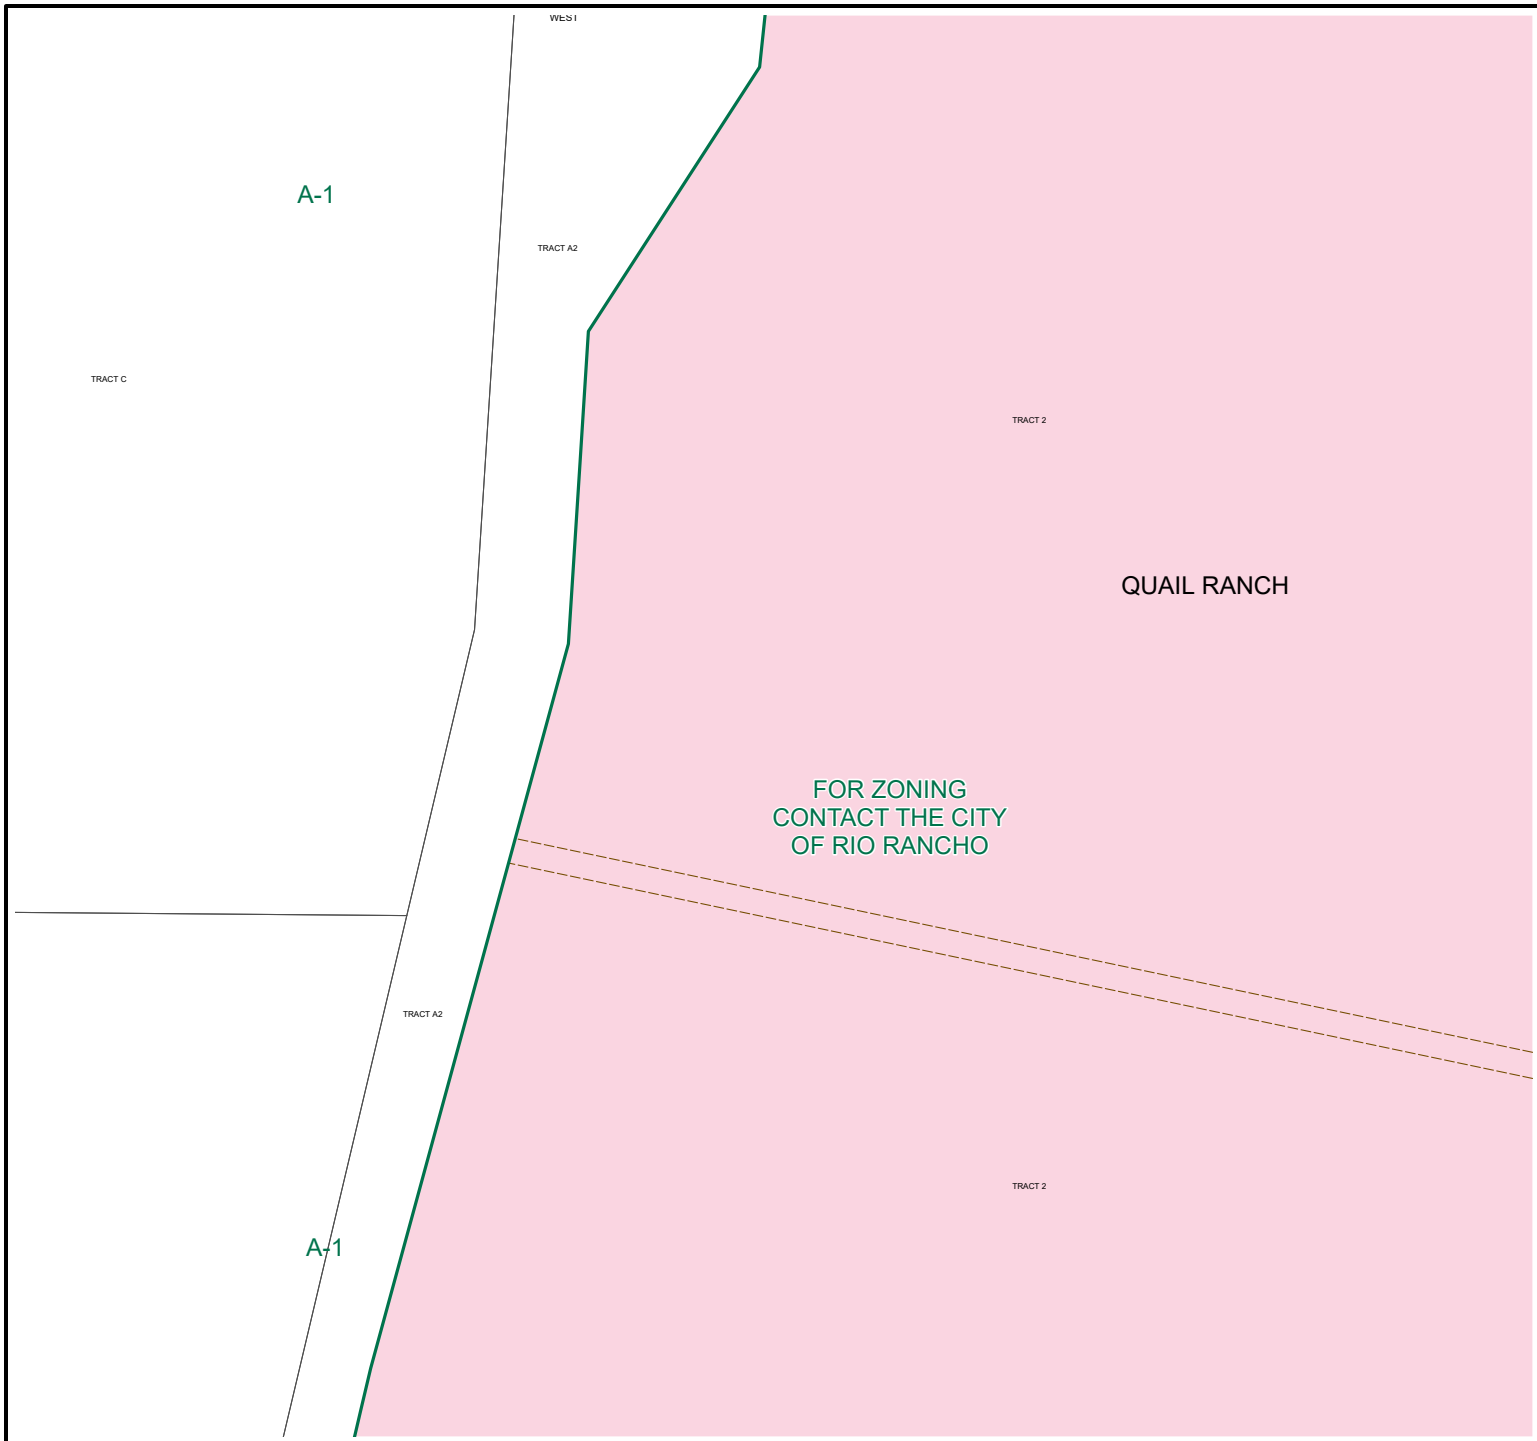 WEST
A-1
TRACT A2
TRACT C
TRACT 2
QUAIL RANCH
FOR ZONING
CONTACT THE CITY
OF RIO RANCHO
TRACT A2
TRACT 2
A-1